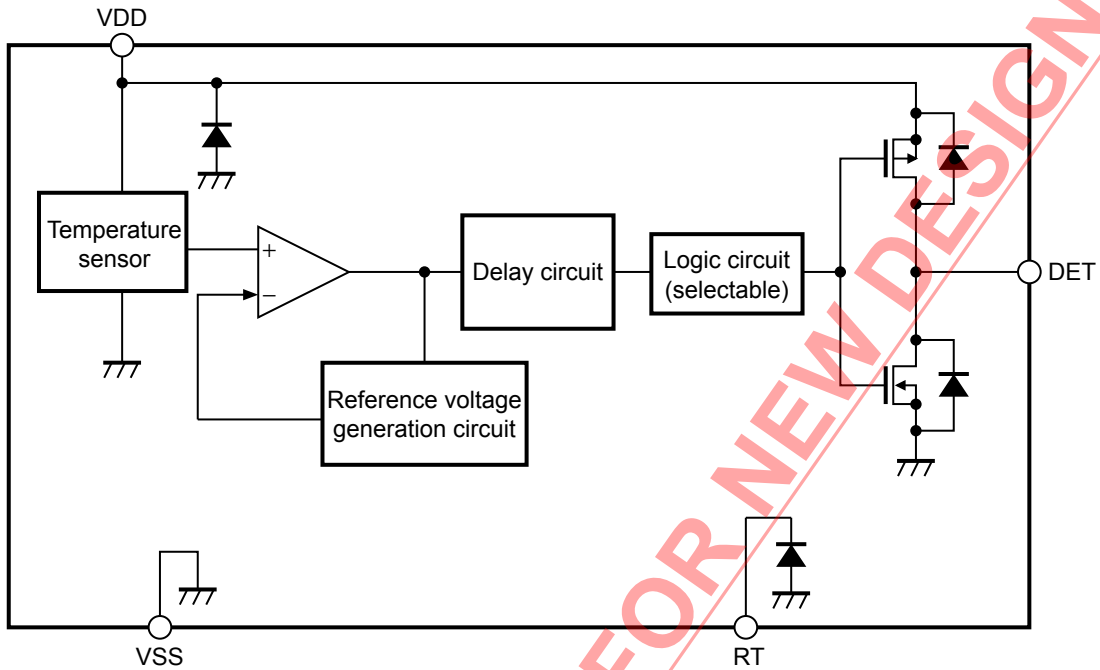 VDD
Temperature
sensor
+
−
Delay circuit
Logic circuit
(selectable)
DET
Reference voltage
generation circuit
VSS
RT
FOR NEW DESIGN